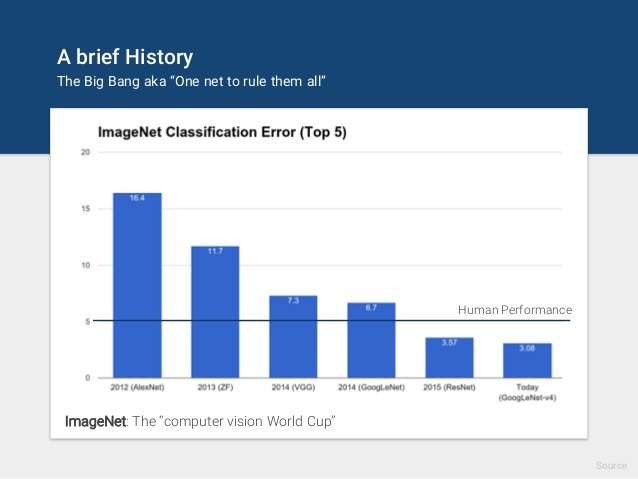 A brief History
The Big Bang aka “One net to rule them all”
ImageNet Classification Error (Top 5)
20
15
10
5
0
16.4
11.7
7.3
6.7
3.57
3.08
Human Performance
2012 (AlexNet)
2013 (ZF)
2014 (VGG)
2014 (GoogLeNet)
2015 (ResNet)
Today
(GoogLeNet-v4)
ImageNet: The “computer vision World Cup”
Source